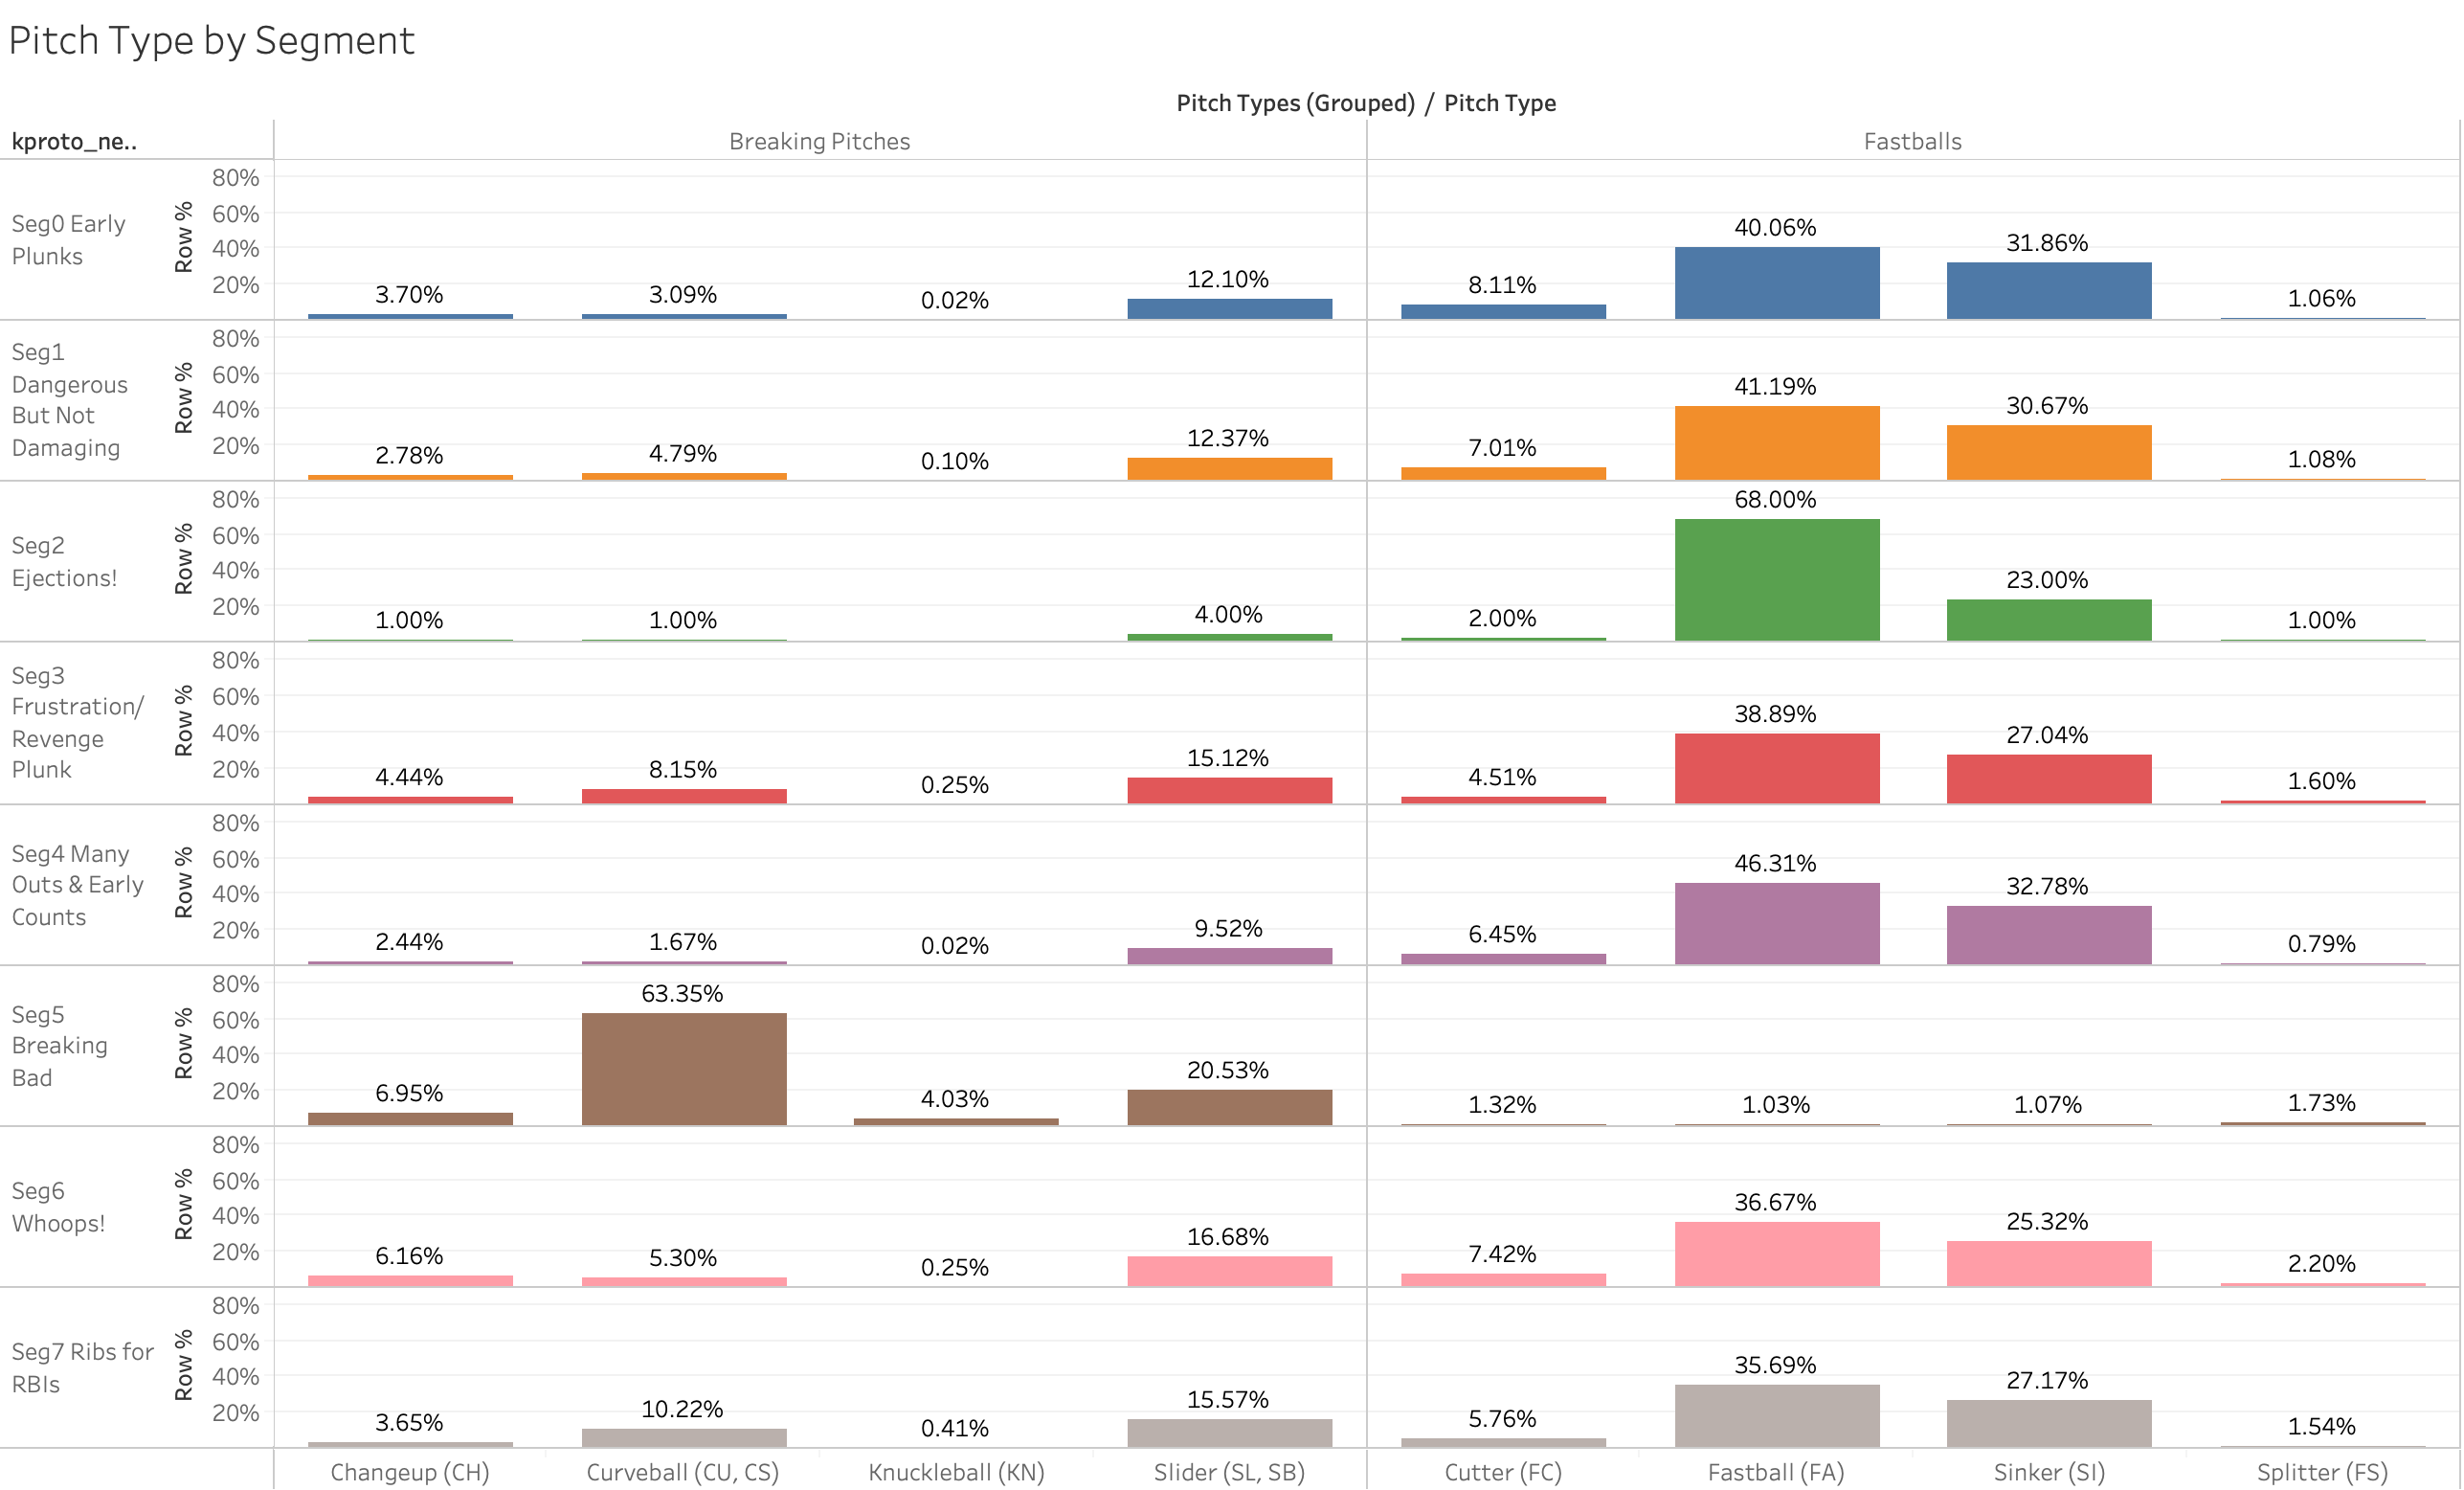 Pitch Type by Segment
Pitch Types (Grouped) / Pitch Type
kproto_ne..
Breaking Pitches
Fastballs
Seg0 Early
Plunks
Row %
80%
60%
40%
20%
3.70%
3.09%
0.02%
12.10%
8.11%
40.06%
31.86%
1.06%
Seg1
Dangerous
But Not
Damaging
Row %
80%
60%
40%
20%
2.78%
4.79%
0.10%
12.37%
7.01%
41.19%
30.67%
1.08%
Seg2
Ejections!
Row %
80%
60%
40%
20%
1.00%
1.00%
4.00%
2.00%
68.00%
23.00%
1.00%
Seg3
Frustration/
Revenge
Plunk
Row %
80%
60%
40%
20%
4.44%
8.15%
0.25%
15.12%
4.51%
38.89%
27.04%
1.60%
Seg4 Many
Outs & Early
Counts
Row %
80%
60%
40%
20%
2.44%
1.67%
0.02%
9.52%
6.45%
46.31%
32.78%
0.79%
Seg5
Breaking
Bad
Row %
80%
60%
40%
20%
6.95%
63.35%
4.03%
20.53%
1.32%
1.03%
1.07%
1.73%
Seg6
Whoops!
Row %
80%
60%
40%
20%
6.16%
5.30%
0.25%
16.68%
7.42%
36.67%
25.32%
2.20%
Seg7 Ribs for
RBIs
Row %
80%
60%
40%
20%
3.65%
10.22%
0.41%
15.57%
5.76%
35.69%
27.17%
1.54%
Changeup (CH)
Curveball (CU, CS)
Knuckleball (KN)
Slider (SL, SB)
Cutter (FC)
Fastball (FA)
Sinker (SI)
Splitter (FS)